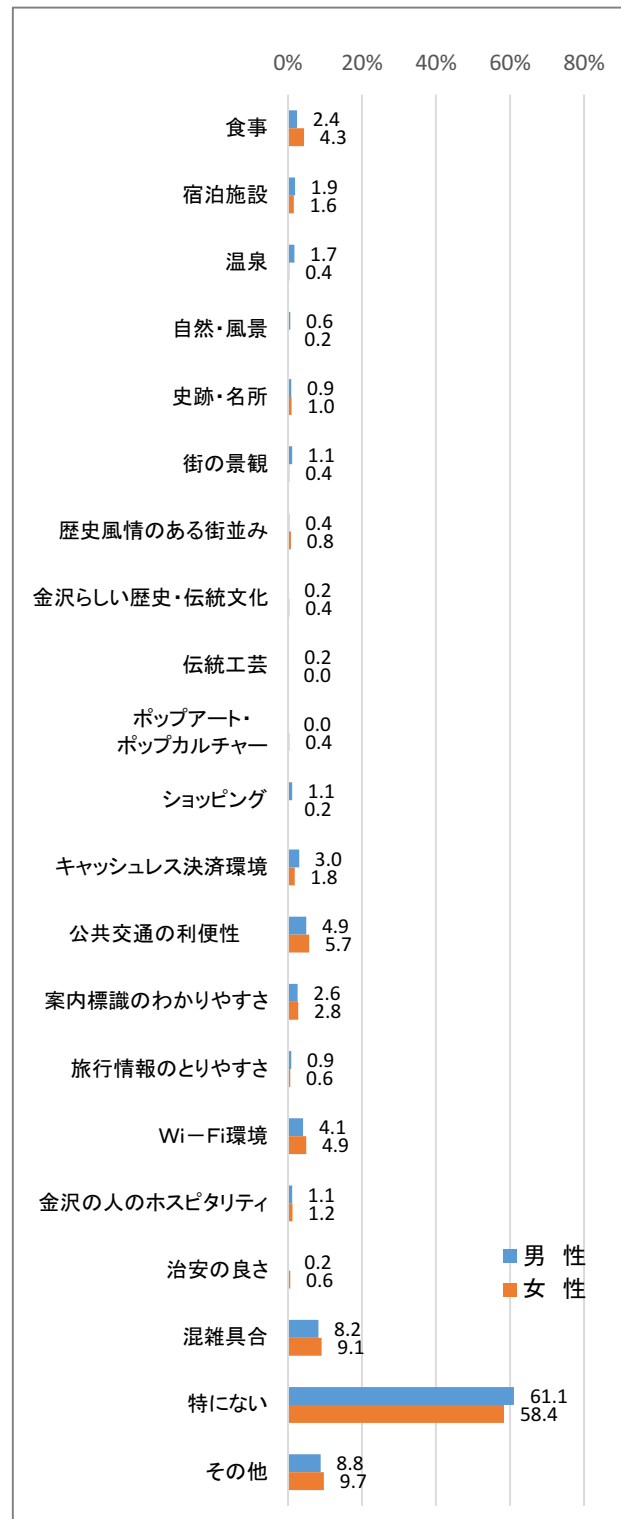 0% 20% 40% 60% 80%
食事 2.4
4.3
宿泊施設 1.9
1.6
温泉 1.7
0.4
自然・風景 0.6
0.2
史跡・名所 0.9
1.0
街の景観 1.1
0.4
歴史風情のある街並み 0.4
0.8
金沢らしい歴史・伝統文化 0.2
0.4
伝統工芸 0.2
0.0
ポップアート・
ポップカルチャー 0.0
0.4
ショッピング 1.1
0.2
キャッシュレス決済環境 3.0
1.8
公共交通の利便性 4.9
5.7
案内標識のわかりやすさ 2.6
2.8
旅行情報のとりやすさ 0.9
0.6
Wi－Fi環境 4.1
4.9
金沢の人のホスピタリティ 1.1
1.2
治安の良さ 0.2
0.6
男 性
女 性
混雑具合 8.2
9.1
特にない 61.1
58.4
その他 8.8
9.7